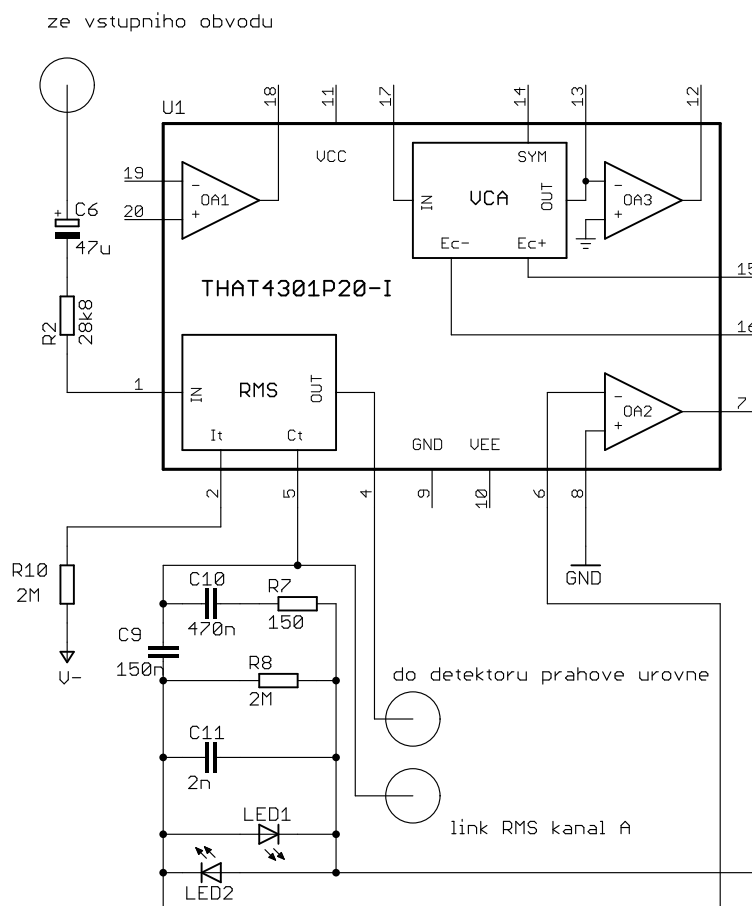 ze vstupniho obvodu
U1
18
11
17
14
13
12
VCC
SYM
19
20
OA1
IN
VCA
OUT
OA3
+
C6
47u
Ec-
Ec+
15
THAT4301P20-I
16
R2
28k8
1
IN
RMS
OUT
OA2
7
It
Ct
GND
VEE
2
5
4
9
10
6
8
R10
2M
V-
GND
C10
470n
R7
150
C9
150n
R8
2M
do detektoru prahove urovne
C11
2n
LED1
link RMS kanal A
LED2